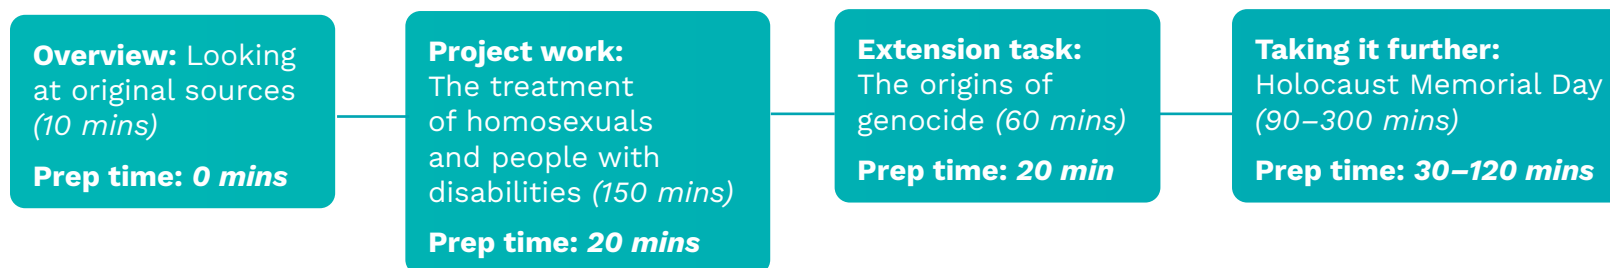 Overview: Looking
at original sources
(10 mins)
Prep time: 0 mins
Project work:
The treatment
of homosexuals
and people with
disabilities (150 mins)
Prep time: 20 mins
Extension task:
The origins of
genocide (60 mins)
Prep time: 20 min
Taking it further:
Holocaust Memorial Day
(90–300 mins)
Prep time: 30–120 mins